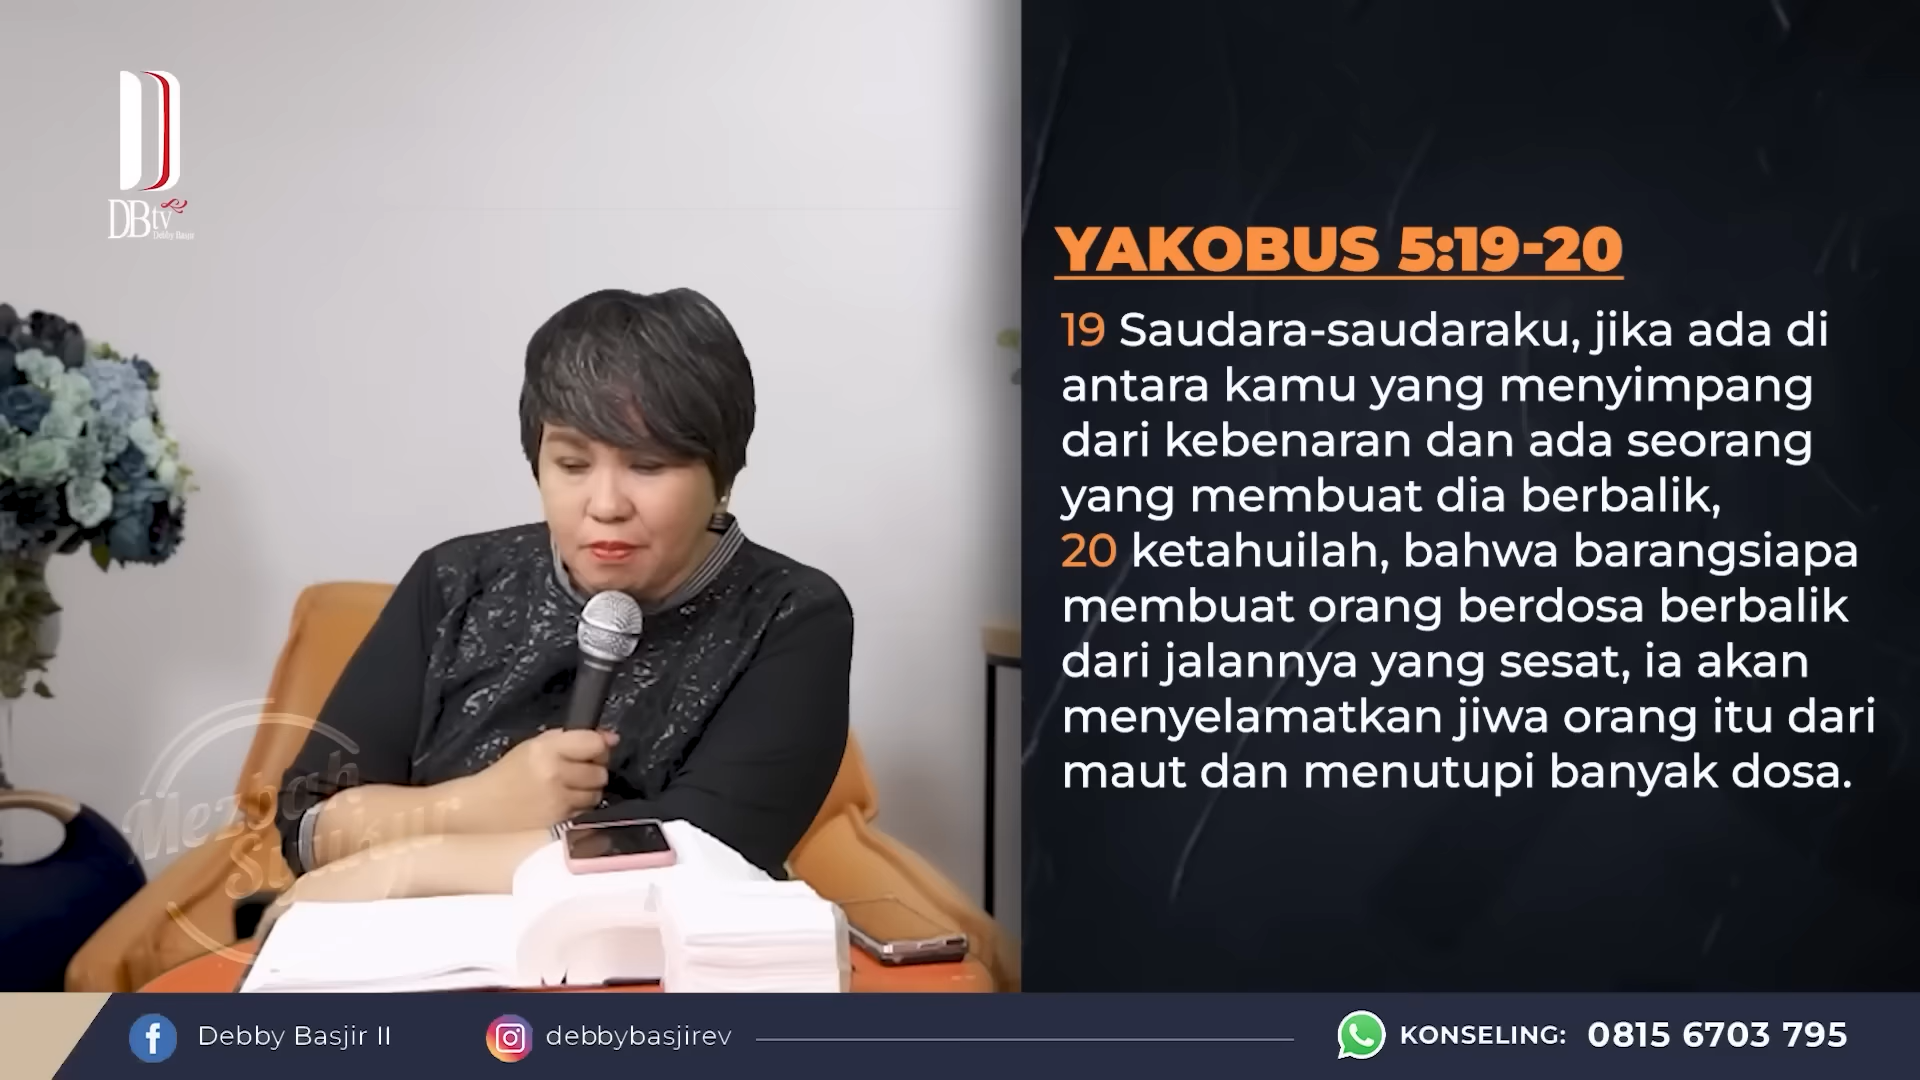 DBtv
Debby Basjir
YAKOBUS 5:19-20
19 Saudara-saudaraku, jika ada di
antara kamu yang menyimpang
dari kebenaran dan ada seorang
yang membuat dia berbalik,
20 ketahuilah, bahwa barangsiapa
membuat orang berdosa berbalik
dari jalannya yang sesat, ia akan
menyelamatkan jiwa orang itu dari
maut dan menutupi banyak dosa.
Mezbah
Syukur
Debby Basjir II
debbybasjirev
KONSELING: 0815 6703 795